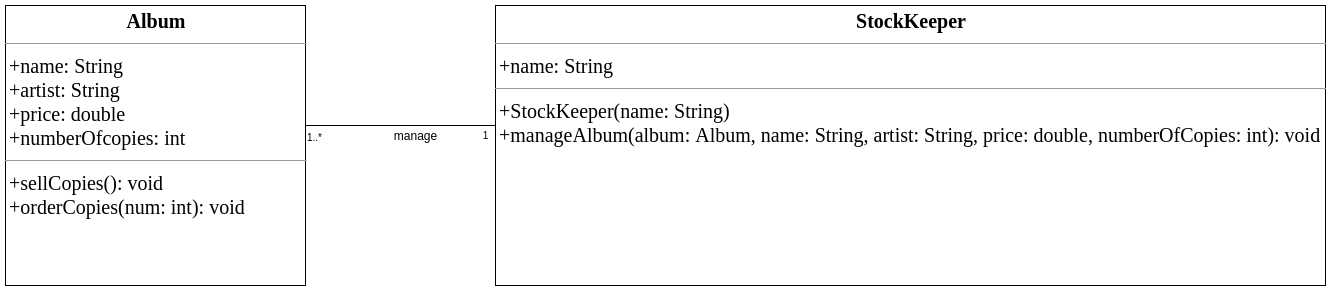 Album
+name: String
+artist: String
+price: double
+numberOfcopies: int
+sellCopies(): void
+orderCopies(num: int): void
1..*
manage
1
StockKeeper
+name: String
+StockKeeper(name: String)
+manageAlbum(album: Album, name: String, artist: String, price: double, numberOfCopies: int): void